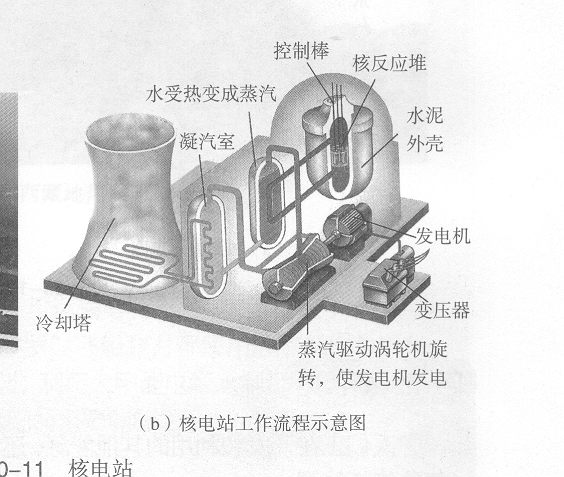 控制棒
核反应堆
水受热变成蒸汽
水泥
外壳
凝汽室
发电机
变压器
冷却塔
蒸汽驱动涡轮机旋
转，使发电机发电
（b）核电站工作流程示意图
0-11 核电站